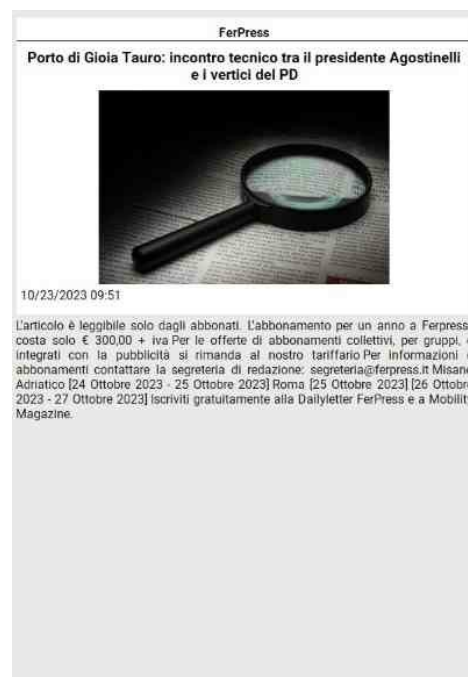 FerPress
Porto di Gioia Tauro: incontro tecnico tra il presidente Agostinelli
e i vertici del PD
10/23/2023 09:51
L'articolo è leggibile solo dagli abbonati. L'abbonamento per un anno a Ferpress
costa solo € 300,00 + iva Per le offerte di abbonamenti collettivi, per gruppi,
integrati con la pubblicità si rimanda al nostro tariffario Per informazioni
abbonamenti contattare la segreteria di redazione: segreteria@ferpress.it Misano
Adriatico [24 Ottobre 2023 - 25 Ottobre 2023] Roma [25 Ottobre 2023] [26 Ottobre
2023 - 27 Ottobre 2023] Iscriviti gratuitamente alla Dailyletter FerPress e a Mobility
Magazine.